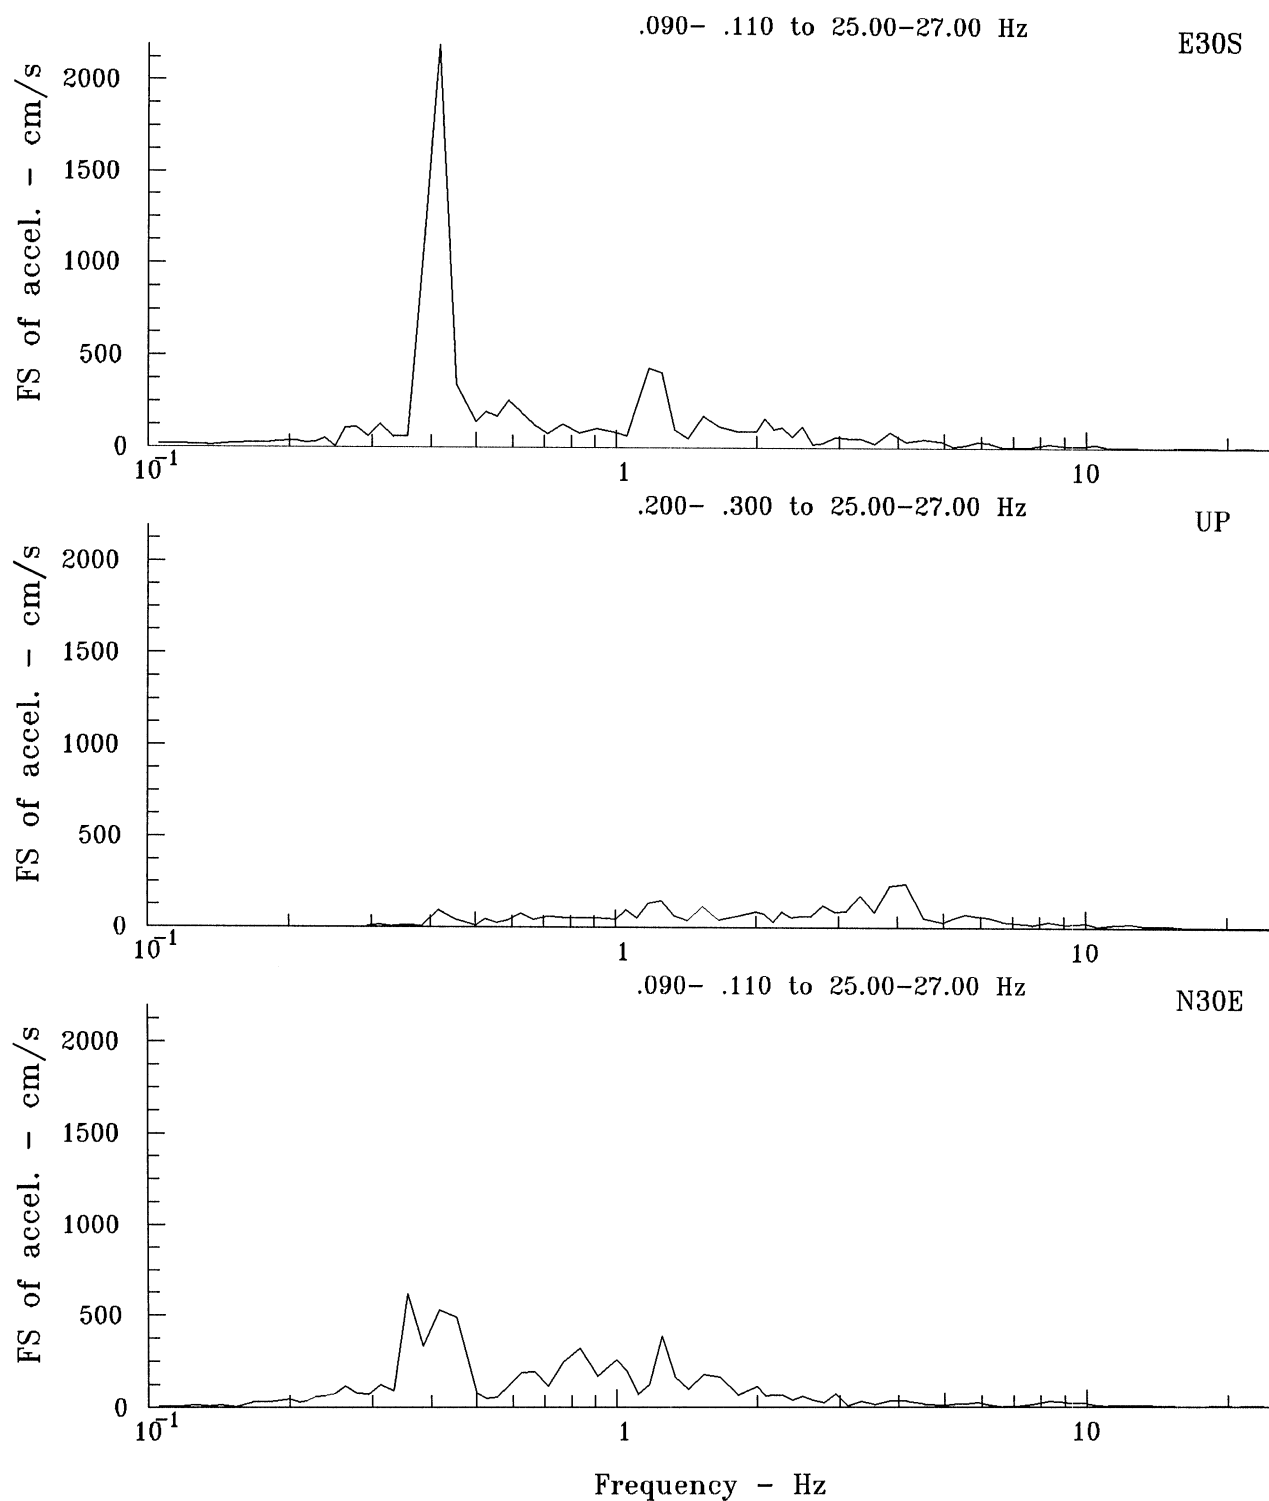 .090− .110 to 25.00−27.00 Hz
E30S
FS of accel. − cm/s
2000
1500
1000
500
0
10⁻¹
1
10
.200− .300 to 25.00−27.00 Hz
UP
FS of accel. − cm/s
2000
1500
1000
500
0
10⁻¹
1
10
.090− .110 to 25.00−27.00 Hz
N30E
FS of accel. − cm/s
2000
1500
1000
500
0
10⁻¹
1
10
Frequency − Hz